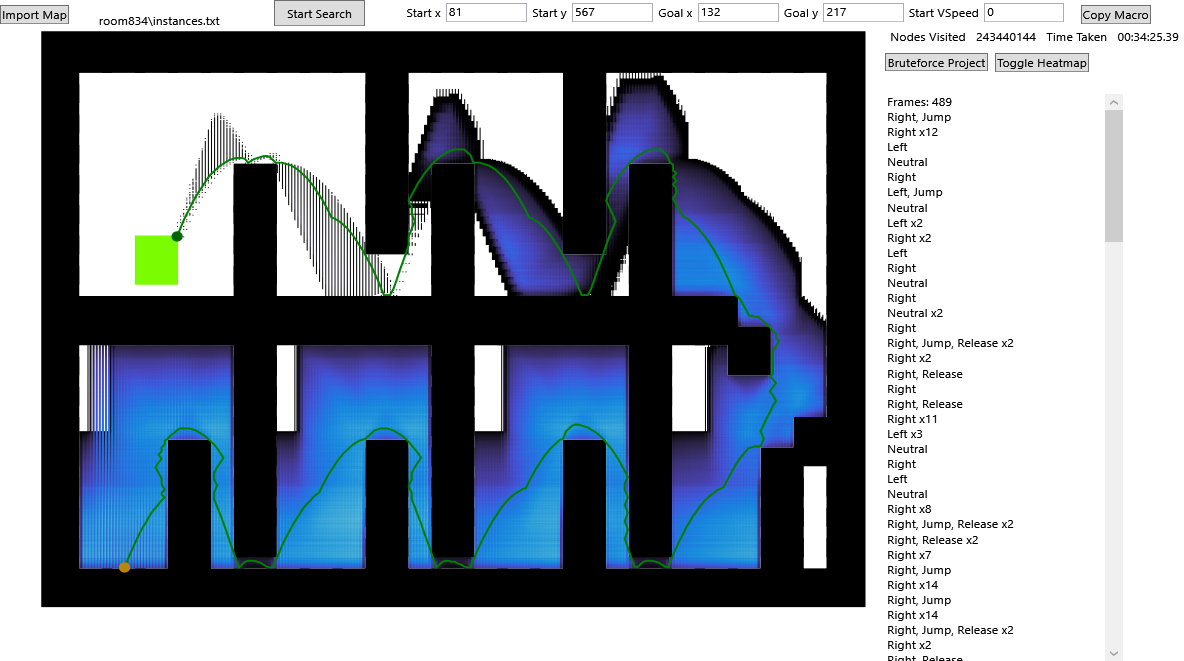 Import Map
room834\instances.txt
Start Search
Start x 81 Start y 567 Goal x 132 Goal y 217 Start VSpeed 0
Copy Macro
Nodes Visited 243440144 Time Taken 00:34:25.39
Bruteforce Project Toggle Heatmap
Frames: 489
Right, Jump
Right x12
Left
Neutral
Right
Left, Jump
Neutral
Left x2
Right x2
Left
Right
Neutral
Right
Neutral x2
Right
Right, Jump, Release x2
Right x2
Right, Release
Right
Right, Release
Right x11
Left x3
Neutral
Right
Left
Neutral
Right x8
Right, Jump, Release x2
Right, Release x2
Right x7
Right, Jump
Right x14
Right, Jump
Right x14
Right, Jump, Release x2
Right x2
Right, Release